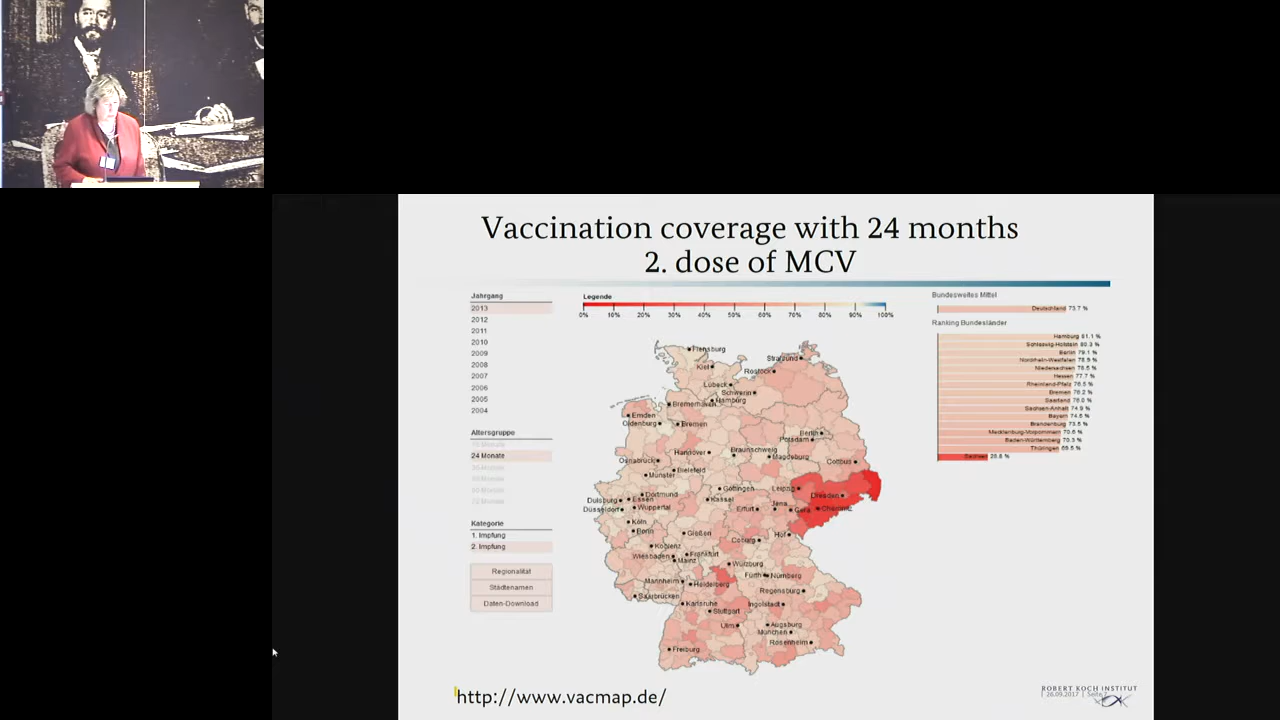 Vaccination coverage with 24 months
2. dose of MCV
Jahrgang
2013
2012
2011
2010
2009
2008
2007
2006
2005
2004
Altersgruppe
24 Monate
Kategorie
1. Impfung
2. Impfung
Regionalität
Städtenamen
Daten-Download
Legende
0% 10% 20% 30% 40% 50% 60% 70% 80% 90% 100%
Flensburg
Kiel
Stralsund
Rostock
Lübeck
Schwerin
Hamburg
Bremerhaven
Emden
Oldenburg
Bremen
Berlin
Potsdam
Hannover
Braunschweig
Magdeburg
Osnabrück
Cottbus
Bielefeld
Münster
Göttingen
Leipzig
Dortmund
Duisburg
Essen
Kassel
Dresden
Düsseldorf
Wuppertal
Erfurt
Jena
Gera
Chemnitz
Köln
Bonn
Gießen
Coburg
Hof
Koblenz
Wiesbaden
Frankfurt
Mainz
Würzburg
Mannheim
Heidelberg
Fürth
Nürnberg
Saarbrücken
Regensburg
Karlsruhe
Stuttgart
Ingolstadt
Ulm
Augsburg
München
Rosenheim
Freiburg
Bundesweites Mittel
Deutschland 73.7 %
Ranking Bundesländer
Hamburg 81.1 %
Schleswig-Holstein 80.3 %
Berlin 79.1 %
Nordrhein-Westfalen 78.9 %
Niedersachsen 78.5 %
Hessen 77.7 %
Rheinland-Pfalz 76.5 %
Bremen 76.2 %
Saarland 76.0 %
Sachsen-Anhalt 74.9 %
Bayern 74.6 %
Brandenburg 73.5 %
Mecklenburg-Vorpommern 70.6 %
Baden-Württemberg 70.3 %
Thüringen 69.5 %
Sachsen 28.8 %
http://www.vacmap.de/
ROBERT KOCH INSTITUT
26.09.2017 | Seite